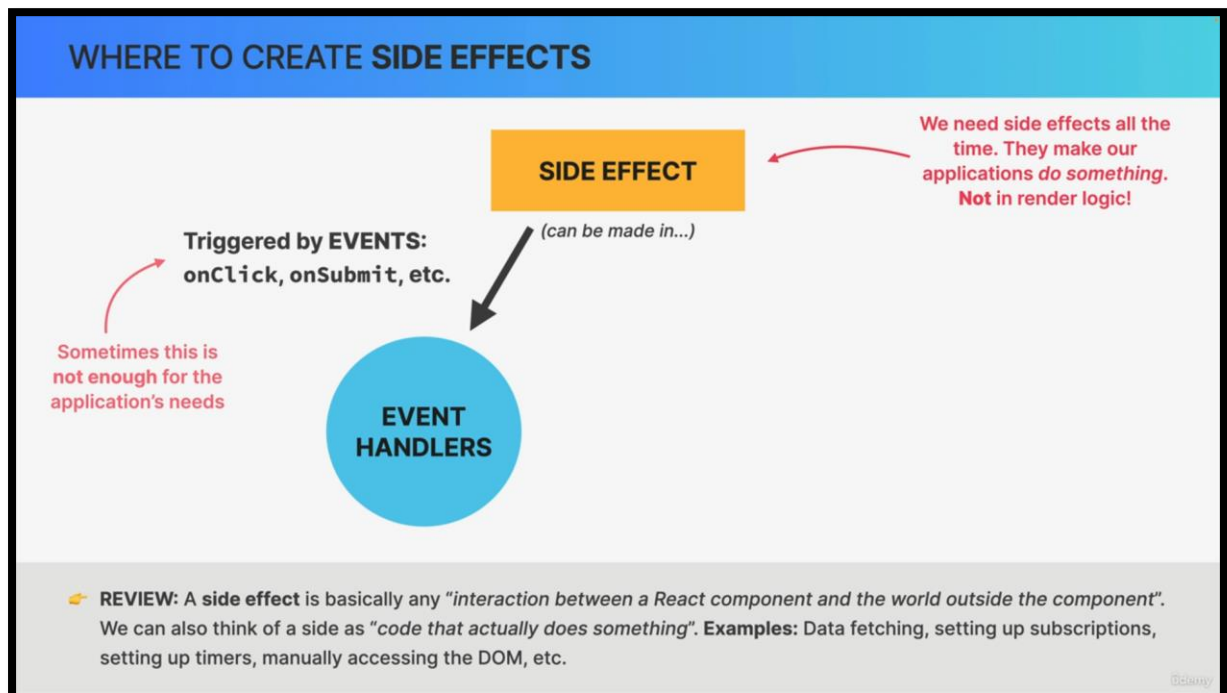 WHERE TO CREATE SIDE EFFECTS
SIDE EFFECT
(can be made in...)
We need side effects all the
time. They make our
applications do something.
Not in render logic!
Triggered by EVENTS:
onClick, onSubmit, etc.
Sometimes this is
not enough for the
application's needs
EVENT
HANDLERS
👉 REVIEW: A side effect is basically any "interaction between a React component and the world outside the component".
We can also think of a side as "code that actually does something". Examples: Data fetching, setting up subscriptions,
setting up timers, manually accessing the DOM, etc.
ûdemy